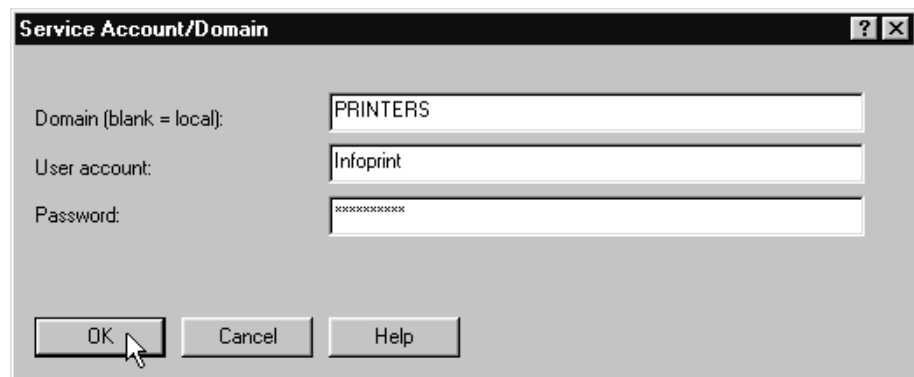 Service Account/Domain
Domain (blank = local): PRINTERS
User account: Infoprint
Password: **********
OK Cancel Help